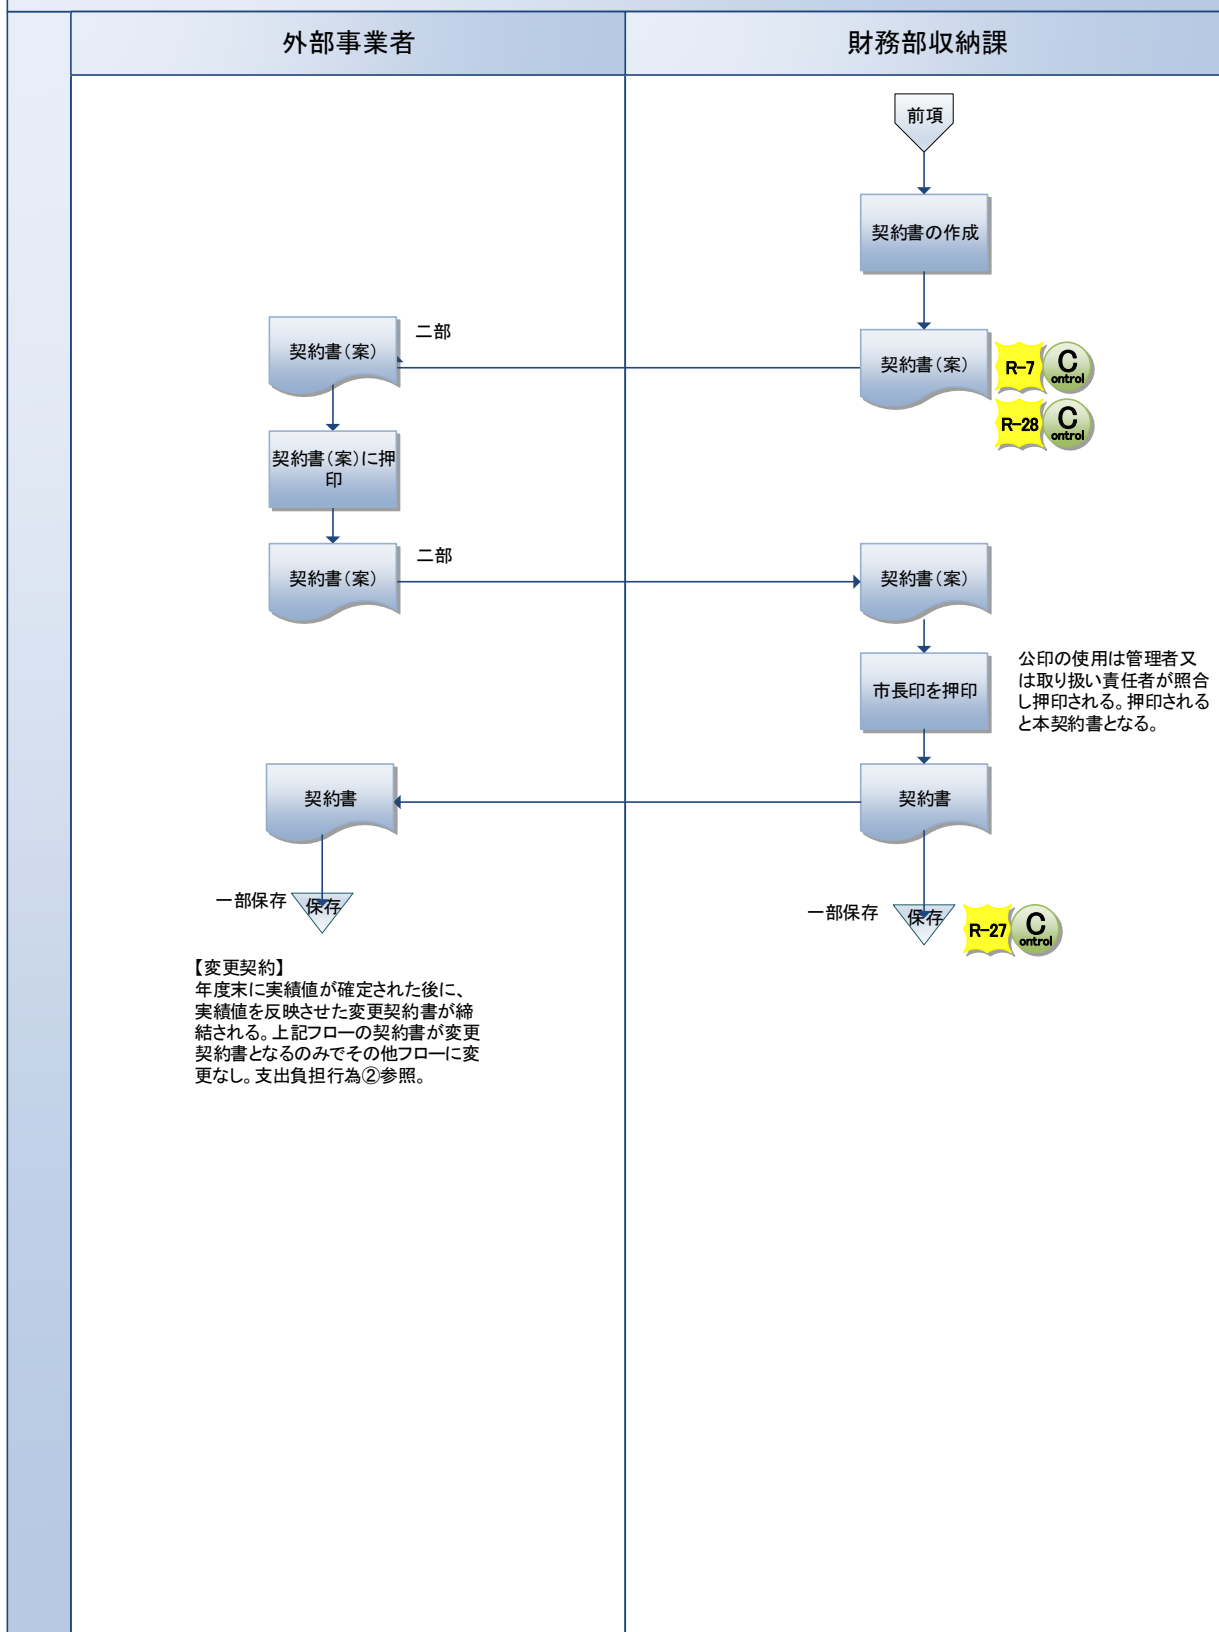 外部事業者
財務部収納課
前項
契約書の作成
二部
契約書（案）
契約書（案）
R-7
C
ontrol
R-28
C
ontrol
契約書（案）に押
印
二部
契約書（案）
契約書（案）
市長印を押印
公印の使用は管理者又
は取り扱い責任者が照合
し押印される。押印される
と本契約書となる。
契約書
契約書
一部保存
保存
一部保存
保存
R-27
C
ontrol
【変更契約】
年度末に実績値が確定された後に、
実績値を反映させた変更契約書が締
結される。上記フローの契約書が変更
契約書となるのみでその他フローに変
更なし。支出負担行為②参照。